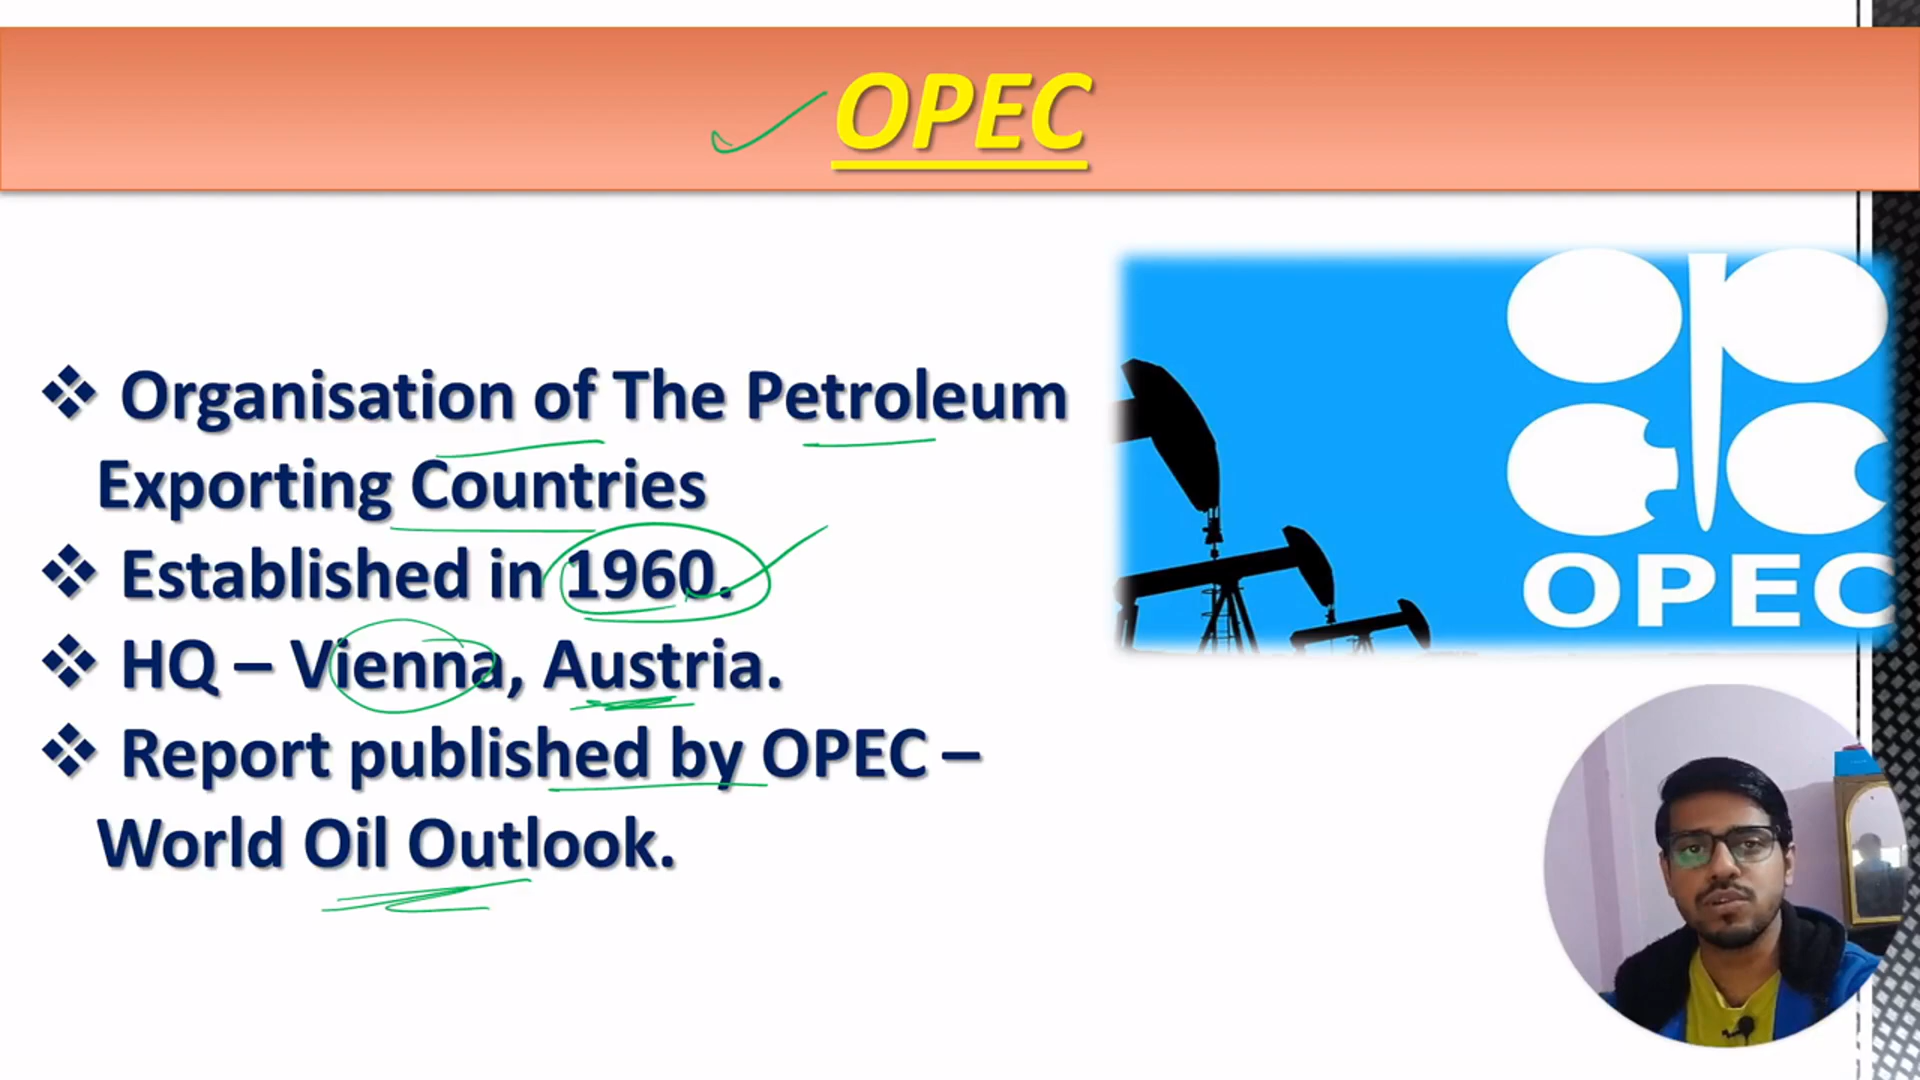 OPEC
❖ Organisation of The Petroleum
Exporting Countries
❖ Established in 1960.
❖ HQ – Vienna, Austria.
❖ Report published by OPEC –
World Oil Outlook.
OPEC